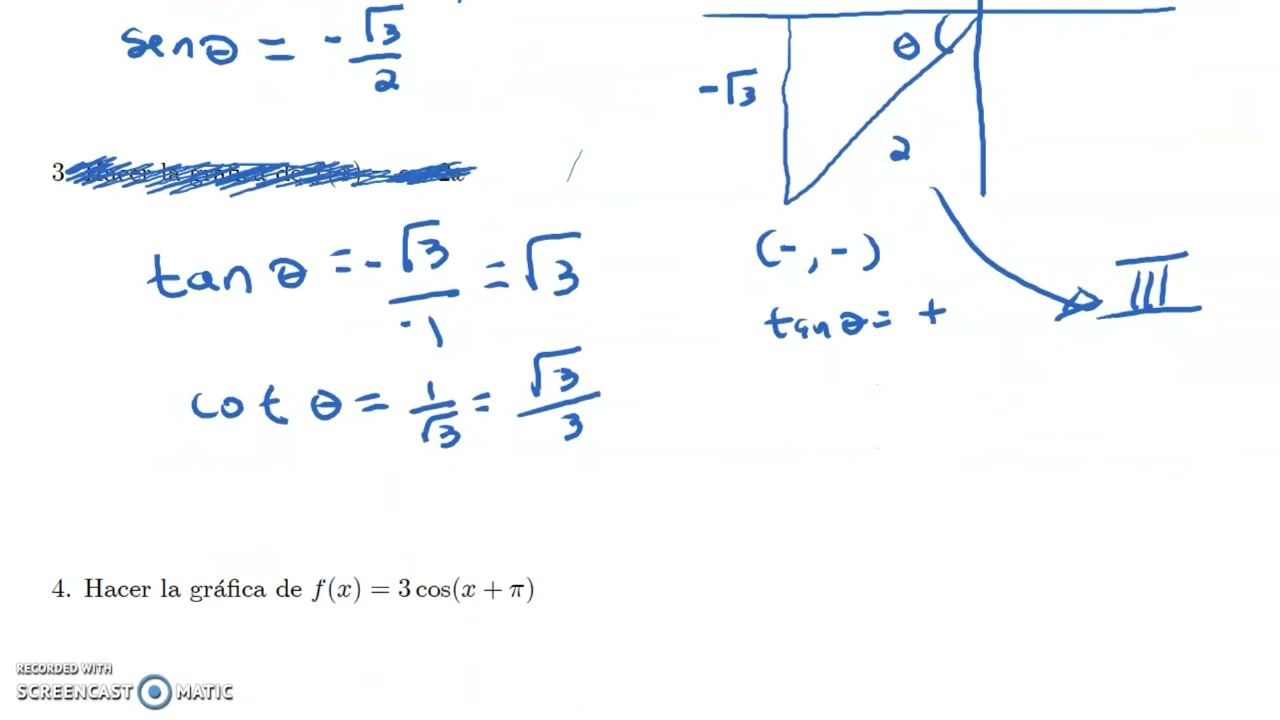 sen θ = -√3/2
θ
-√3
2
3.
tan θ = -√3/-1 = √3
(-,-)
III
tan θ = +
cot θ = 1/√3 = √3/3
4. Hacer la gráfica de f(x) = 3 cos(x + π)
RECORDED WITH
SCREENCAST MATIC